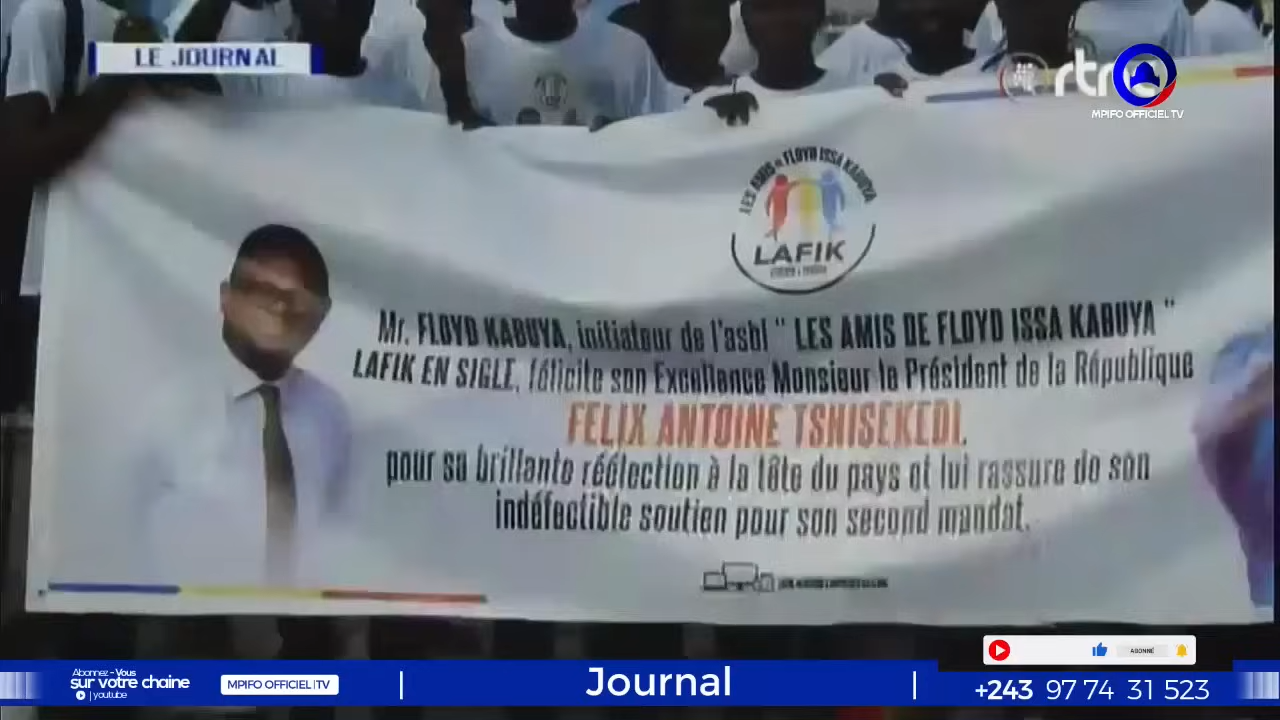 LE JOURNAL
rtn
MPIFO OFFICIEL TV
LES AMIS DE FLOYD ISSA KABUYA
LAFIK
Mr. FLOYD KABUYA, initiateur de l'asbl " LES AMIS DE FLOYD ISSA KABUYA "
LAFIK EN SIGLE, félicite son Excellence Monsieur le Président de la République
FELIX ANTOINE TSHISEKEDI.
pour sa brillante réélection à la tête du pays et lui rassure de son
indéfectible soutien pour son second mandat.
Abonnez - Vous
sur votre chaine
youtube
MPIFO OFFICIEL TV
Journal
ABONNÉ
+243 97 74 31 523